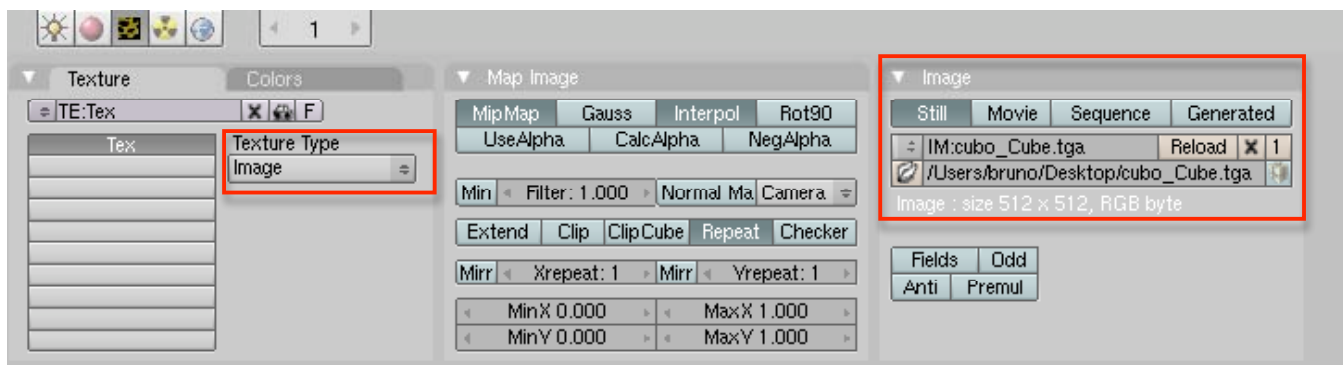 1
Texture
Colors
TE:Tex
F
Tex
Texture Type
Image
Map Image
MipMap Gauss Interpol Rot90
UseAlpha CalcAlpha NegAlpha
Min Filter: 1.000 Normal Ma Camera
Extend Clip ClipCube Repeat Checker
Mirr Xrepeat: 1 Mirr Yrepeat: 1
MinX 0.000 MaxX 1.000
MinY 0.000 MaxY 1.000
Image
Still Movie Sequence Generated
IM:cubo_Cube.tga Reload 1
/Users/bruno/Desktop/cubo_Cube.tga
Image : size 512 x 512, RGB byte
Fields Odd
Anti Premul